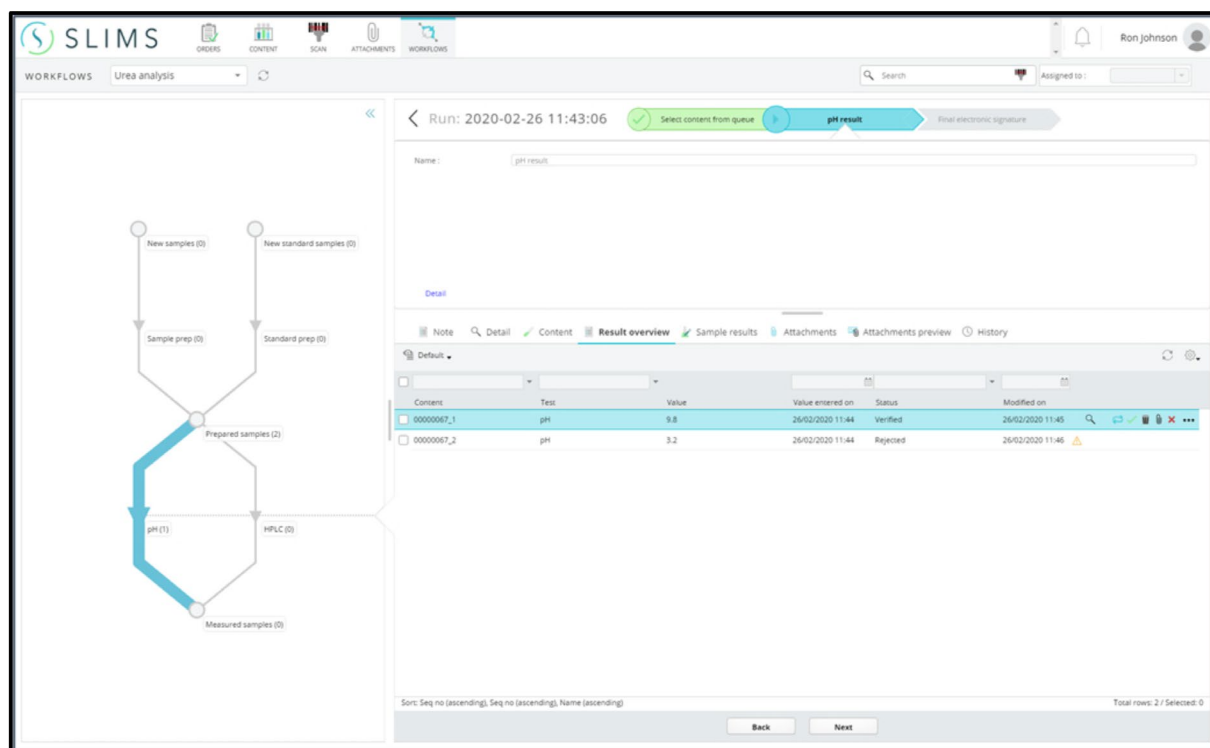 SLIMS
ORDERS
CONTENT
SCAN
ATTACHMENTS
WORKFLOWS
Ron Johnson
WORKFLOWS
Urea analysis
Search
Assigned to :
Run: 2020-02-26 11:43:06
Select content from queue
pH result
Final electronic signature
Name :
pH result
Detail
New samples (0)
New standard samples (0)
Sample prep (0)
Standard prep (0)
Prepared samples (2)
pH (1)
HPLC (0)
Measured samples (0)
Note
Detail
Content
Result overview
Sample results
Attachments
Attachments preview
History
Default
Content Test Value Value entered on Status Modified on
00000067_1 pH 9.8 26/02/2020 11:44 Verified 26/02/2020 11:45
00000067_2 pH 3.2 26/02/2020 11:44 Rejected 26/02/2020 11:46
Sort: Seq no (ascending), Seq no (ascending), Name (ascending)
Total rows: 2 / Selected: 0
Back
Next